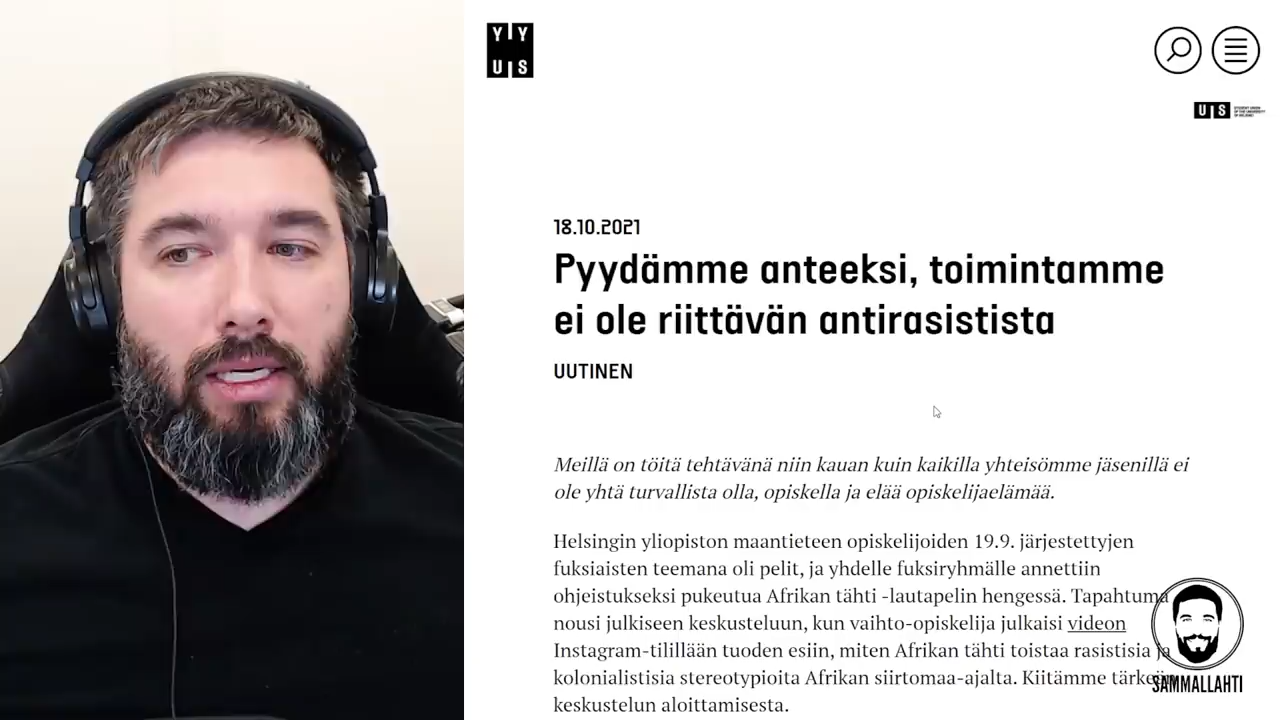 YY
US
US
18.10.2021
Pyydämme anteeksi, toimintamme
ei ole riittävän antirasistista
UUTINEN
Meillä on töitä tehtävänä niin kauan kuin kaikilla yhteisömme jäsenillä ei
ole yhtä turvallista olla, opiskella ja elää opiskelijaelämää.
Helsingin yliopiston maantieteen opiskelijoiden 19.9. järjestettyjen
fuksiaisten teemana oli pelit, ja yhdelle fuksiryhmälle annettiin
ohjeistukseksi pukeutua Afrikan tähti -lautapelin hengessä. Tapahtuma
nousi julkiseen keskusteluun, kun vaihto-opiskelija julkaisi videon
Instagram-tilillään tuoden esiin, miten Afrikan tähti toistaa rasistisia ja
kolonialistisia stereotypioita Afrikan siirtomaa-ajalta. Kiitämme
keskustelun aloittamisesta.
SAMMALLAHTI